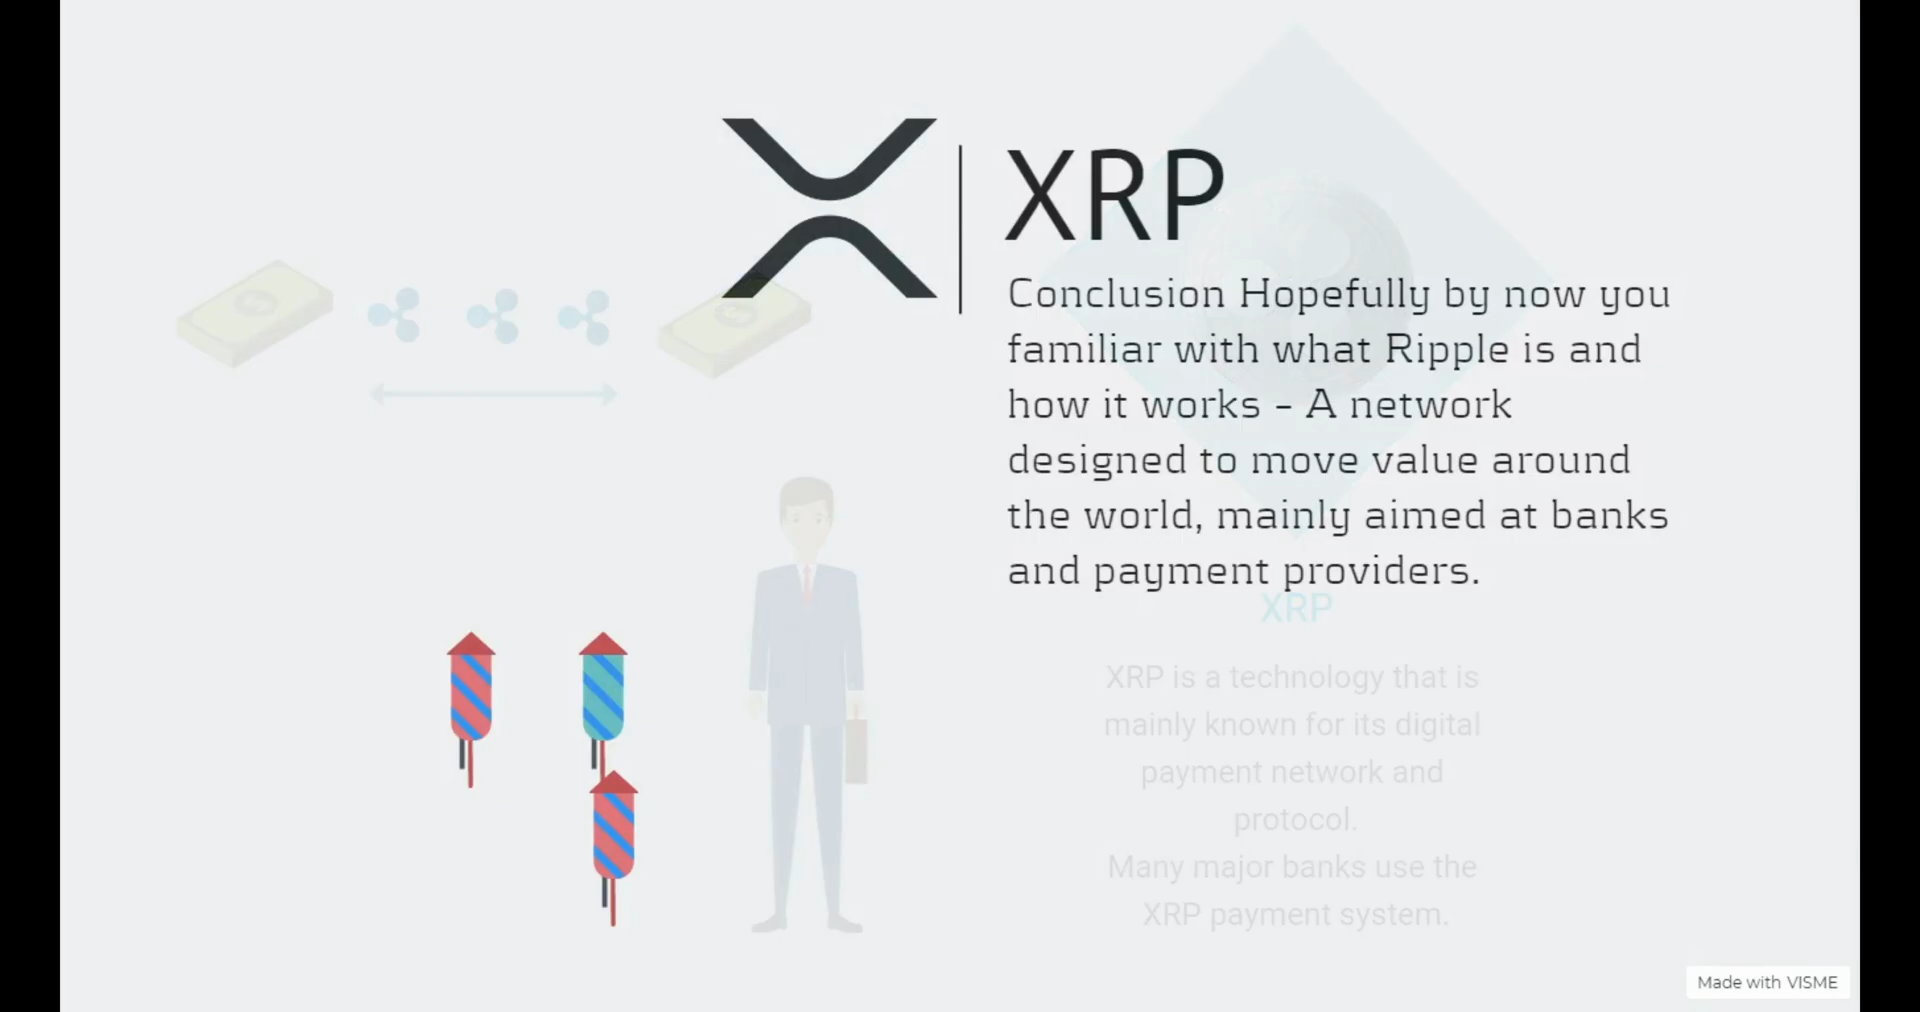 XRP
Conclusion Hopefully by now you
familiar with what Ripple is and
how it works - A network
designed to move value around
the world, mainly aimed at banks
and payment providers.
XRP
XRP is a technology that is
mainly known for its digital
payment network and
protocol.
Many major banks use the
XRP payment system.
Made with VISME